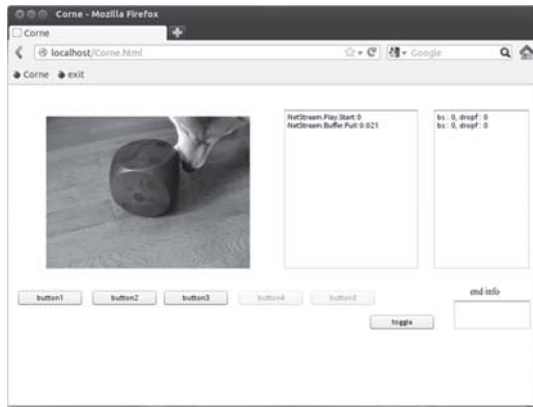 Corne - Mozilla Firefox
Corne
localhost/Corne.html
Google
Corne exit
NetStream.Play.Start:0
NetStream.Buffer.Full:0.021
bs : 0, dropf : 0
bs : 0, dropf : 0
button1 button2 button3 button4 button5
end info
toggle